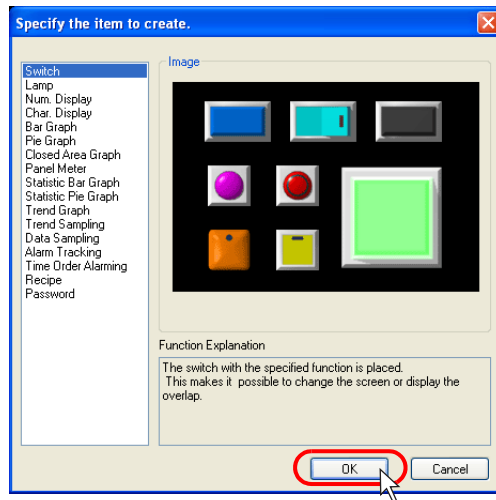 Specify the item to create.
Switch
Lamp
Num. Display
Char. Display
Bar Graph
Pie Graph
Closed Area Graph
Panel Meter
Statistic Bar Graph
Statistic Pie Graph
Trend Graph
Trend Sampling
Data Sampling
Alarm Tracking
Time Order Alarming
Recipe
Password
Image
Function Explanation
The switch with the specified function is placed.
This makes it possible to change the screen or display the
overlap.
OK
Cancel